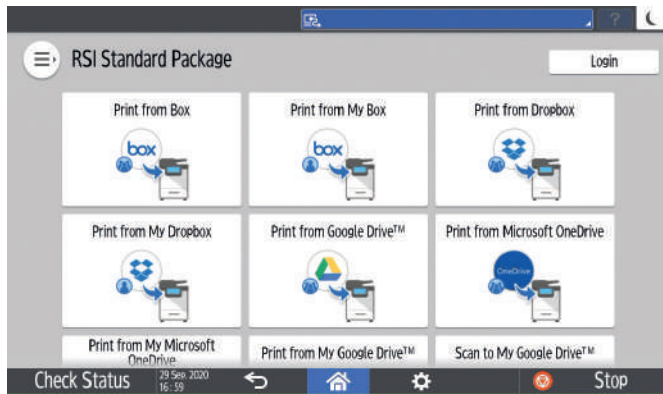 ?
RSI Standard Package
Login
Print from Box
Print from My Box
Print from Dropbox
box
box
Print from My Dropbox
Print from Google Drive™
Print from Microsoft OneDrive
OneDrive
Print from My Microsoft
OneDrive
Print from My Google Drive™
Scan to My Google Drive™
Check Status
29 Sep. 2020
16:59
Stop